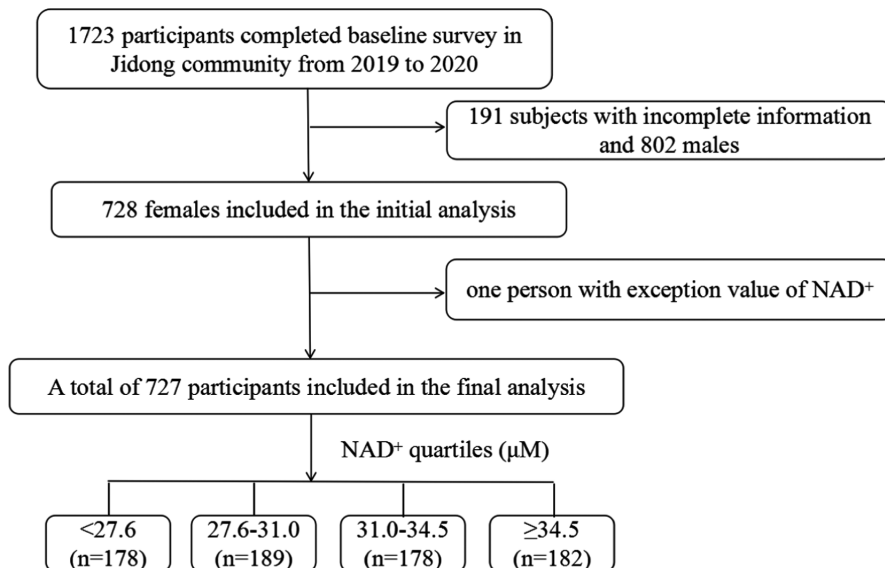 1723 participants completed baseline survey in
Jidong community from 2019 to 2020
191 subjects with incomplete information
and 802 males
728 females included in the initial analysis
one person with exception value of NAD⁺
A total of 727 participants included in the final analysis
NAD⁺ quartiles (μM)
<27.6
(n=178)
27.6-31.0
(n=189)
31.0-34.5
(n=178)
≥34.5
(n=182)